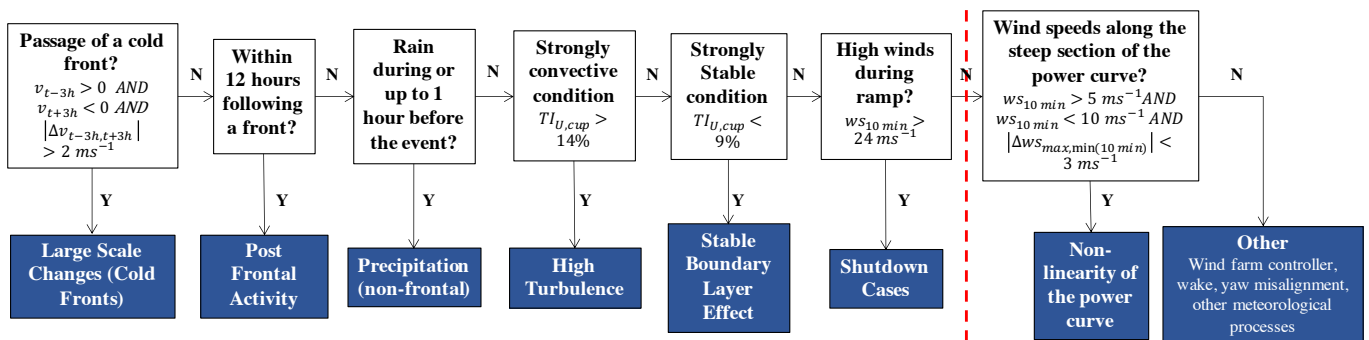 Passage of a cold
front?
v_{t−3h} > 0 AND
v_{t+3h} < 0 AND
|Δv_{t−3h,t+3h}|
> 2 ms⁻¹
N
Within
12 hours
following
a front?
N
Rain
during or
up to 1
hour before
the event?
N
Strongly
convective
condition
TI_{U,cup} >
14%
N
Strongly
Stable
condition
TI_{U,cup} <
9%
N
High winds
during
ramp?
ws_{10 min} >
24 ms⁻¹
N
Wind speeds along the
steep section of the
power curve?
ws_{10 min} > 5 ms⁻¹ AND
ws_{10 min} < 10 ms⁻¹ AND
|Δws_{max,min(10 min)}| <
3 ms⁻¹
N
Y
Y
Y
Y
Y
Y
Y
Large Scale
Changes (Cold
Fronts)
Post
Frontal
Activity
Precipitation
(non-frontal)
High
Turbulence
Stable
Boundary
Layer
Effect
Shutdown
Cases
Non-
linearity of
the power
curve
Other
Wind farm controller,
wake, yaw misalignment,
other meteorological
processes